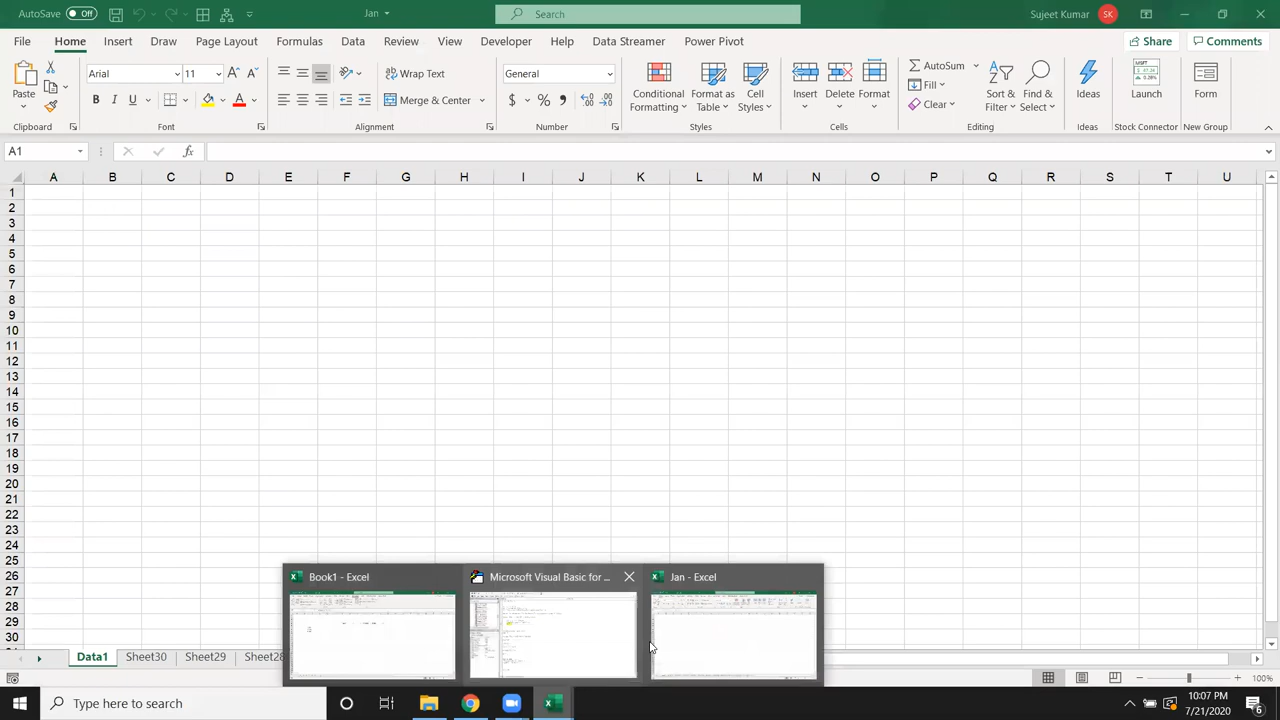 AutoSave Off Jan Search Sujeet Kumar SK
File Home Insert Draw Page Layout Formulas Data Review View Developer Help Data Streamer Power Pivot Share Comments
Paste Arial 11 Wrap Text General Conditional Formatting Format as Table Cell Styles Insert Delete Format AutoSum Sort & Filter Find & Select Ideas Launch Form
B I U Merge & Center $ % Fill
Clear
Clipboard Font Alignment Number Styles Cells Editing Ideas Stock Connector New Group
A1 fx
A B C D E F G H I J K L M N O P Q R S T U
1
2
3
4
5
6
7
8
9
10
11
12
13
14
15
16
17
18
19
20
21
22
23
24
25
26
27
28
29
30
Book1 - Excel Microsoft Visual Basic for ... Jan - Excel
Data1 Sheet30 Sheet29 Sheet28
100%
Type here to search 10:07 PM
7/21/2020 6